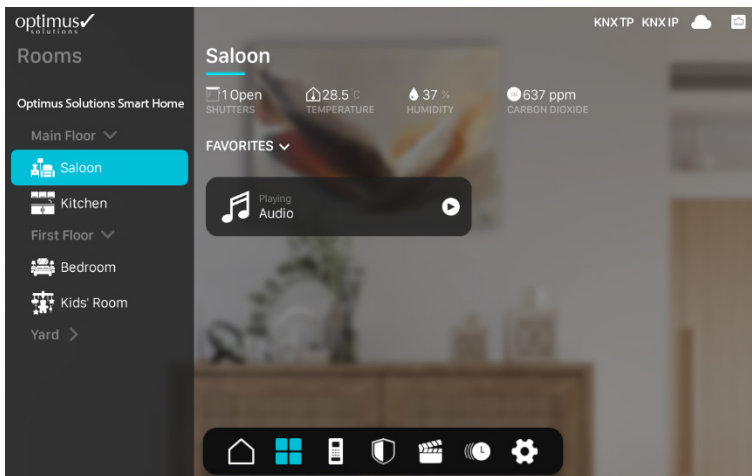 optimus✓
solutions
KNX TP KNX IP
Rooms
Saloon
Optimus Solutions Smart Home
1 Open
SHUTTERS
28.5 °C
TEMPERATURE
37 %
HUMIDITY
637 ppm
CARBON DIOXIDE
FAVORITES
Playing
Audio
Main Floor
Saloon
Kitchen
First Floor
Bedroom
Kids' Room
Yard